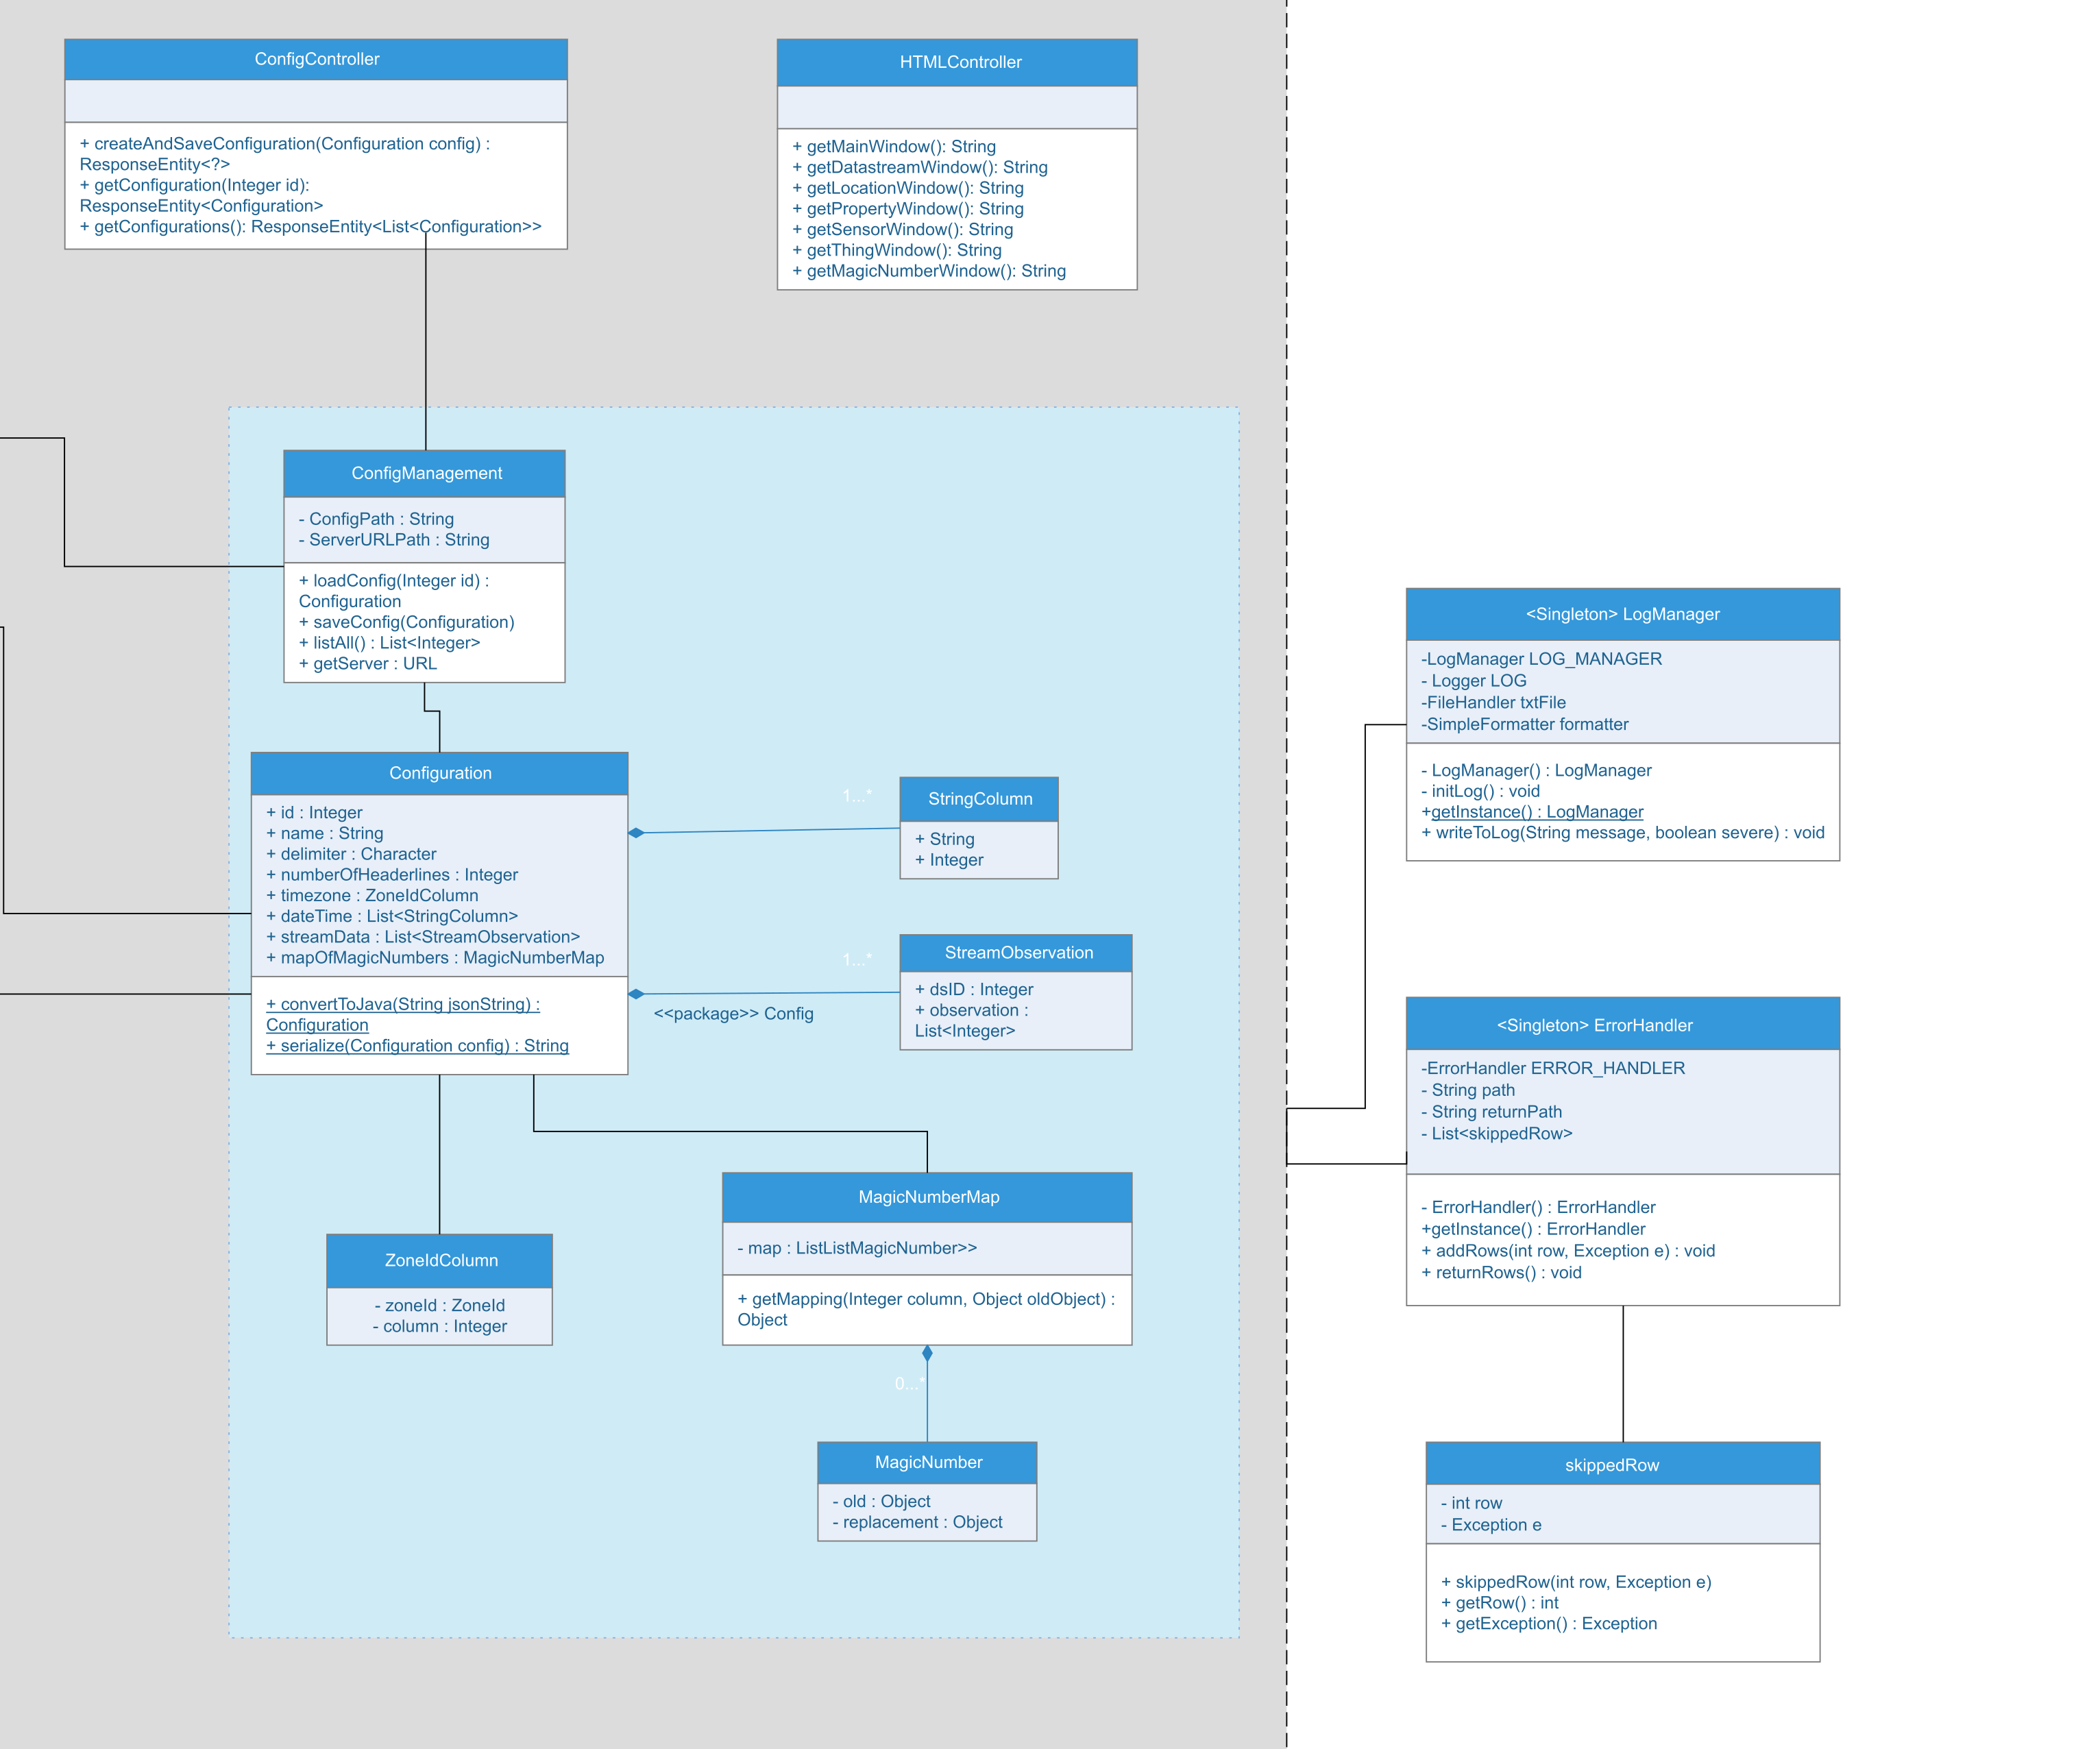 ConfigController
+ createAndSaveConfiguration(Configuration config) :
ResponseEntity<?>
+ getConfiguration(Integer id):
ResponseEntity<Configuration>
+ getConfigurations(): ResponseEntity<List<Configuration>>
HTMLController
+ getMainWindow(): String
+ getDatastreamWindow(): String
+ getLocationWindow(): String
+ getPropertyWindow(): String
+ getSensorWindow(): String
+ getThingWindow(): String
+ getMagicNumberWindow(): String
ConfigManagement
- ConfigPath : String
- ServerURLPath : String
+ loadConfig(Integer id) :
Configuration
+ saveConfig(Configuration)
+ listAll() : List<Integer>
+ getServer : URL
Configuration
+ id : Integer
+ name : String
+ delimiter : Character
+ numberOfHeaderlines : Integer
+ timezone : ZoneIdColumn
+ dateTime : List<StringColumn>
+ streamData : List<StreamObservation>
+ mapOfMagicNumbers : MagicNumberMap
+ convertToJava(String jsonString) :
Configuration
+ serialize(Configuration config) : String
1...*
StringColumn
+ String
+ Integer
1...*
StreamObservation
+ dsID : Integer
+ observation :
List<Integer>
<<package>> Config
ZoneIdColumn
- zoneId : ZoneId
- column : Integer
MagicNumberMap
- map : ListListMagicNumber>>
+ getMapping(Integer column, Object oldObject) :
Object
0...*
MagicNumber
- old : Object
- replacement : Object
<Singleton> LogManager
-LogManager LOG_MANAGER
- Logger LOG
-FileHandler txtFile
-SimpleFormatter formatter
- LogManager() : LogManager
- initLog() : void
+getInstance() : LogManager
+ writeToLog(String message, boolean severe) : void
<Singleton> ErrorHandler
-ErrorHandler ERROR_HANDLER
- String path
- String returnPath
- List<skippedRow>
- ErrorHandler() : ErrorHandler
+getInstance() : ErrorHandler
+ addRows(int row, Exception e) : void
+ returnRows() : void
skippedRow
- int row
- Exception e
+ skippedRow(int row, Exception e)
+ getRow() : int
+ getException() : Exception